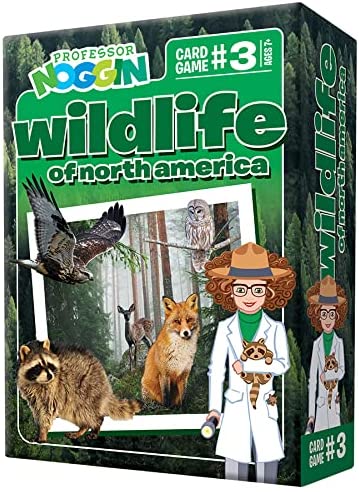 PROFESSOR
NOGGIN
CARD
GAME #3
AGES 7+
wildlife
of north america
wildlife
of north america
CARD
GAME #3